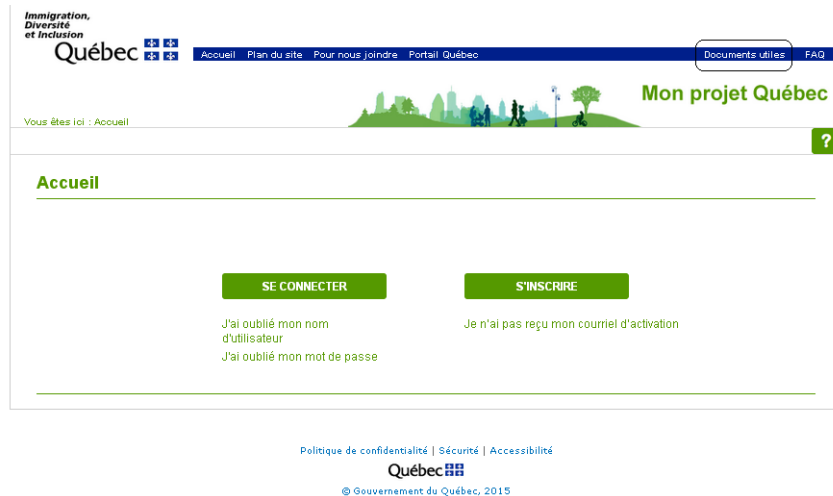 Immigration,
Diversité
et Inclusion
Québec
Accueil Plan du site Pour nous joindre Portail Québec Documents utiles FAQ
Mon projet Québec
Vous êtes ici : Accueil
?
Accueil
SE CONNECTER S'INSCRIRE
J'ai oublié mon nom Je n'ai pas reçu mon courriel d'activation
d'utilisateur
J'ai oublié mon mot de passe
Politique de confidentialité | Sécurité | Accessibilité
Québec
© Gouvernement du Québec, 2015